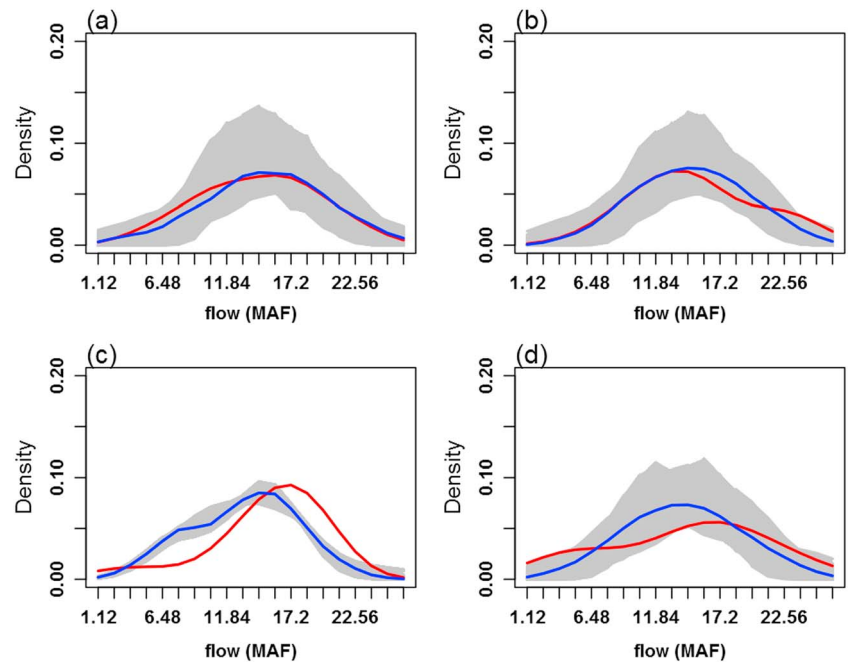 (a)
Density
0.20
0.10
0.00
1.12 6.48 11.84 17.2 22.56
flow (MAF)
(b)
Density
0.20
0.10
0.00
1.12 6.48 11.84 17.2 22.56
flow (MAF)
(c)
Density
0.20
0.10
0.00
1.12 6.48 11.84 17.2 22.56
flow (MAF)
(d)
Density
0.20
0.10
0.00
1.12 6.48 11.84 17.2 22.56
flow (MAF)